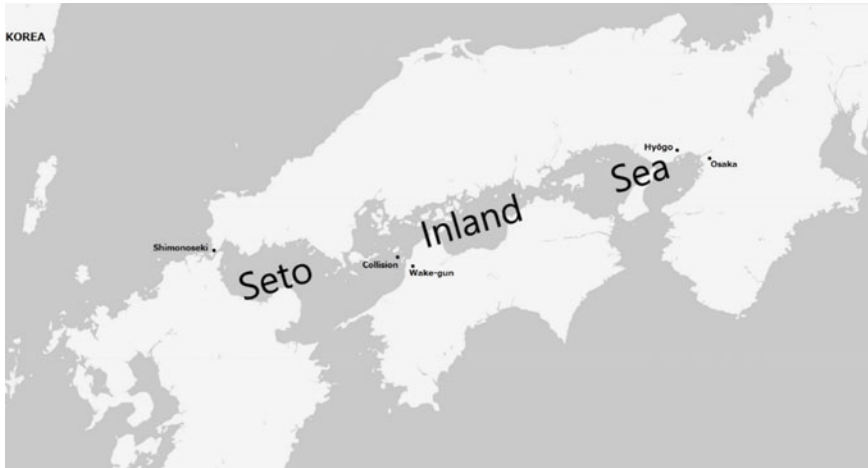 KOREA
Hyōgo
Osaka
Sea
Inland
Shimonoseki
Collision
Wake-gun
Seto